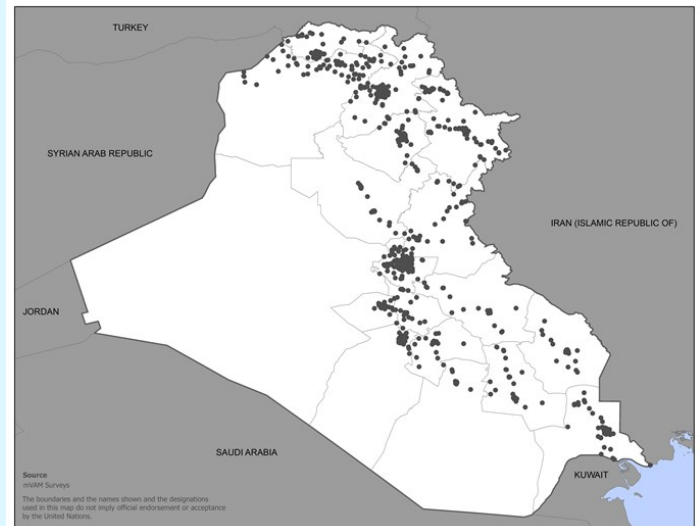 TURKEY
SYRIAN ARAB REPUBLIC
IRAN (ISLAMIC REPUBLIC OF)
JORDAN
SAUDI ARABIA
KUWAIT
Source
mVAM Surveys
The boundaries and the names shown and the designations
used in this map do not imply official endorsement or acceptance
by the United Nations.